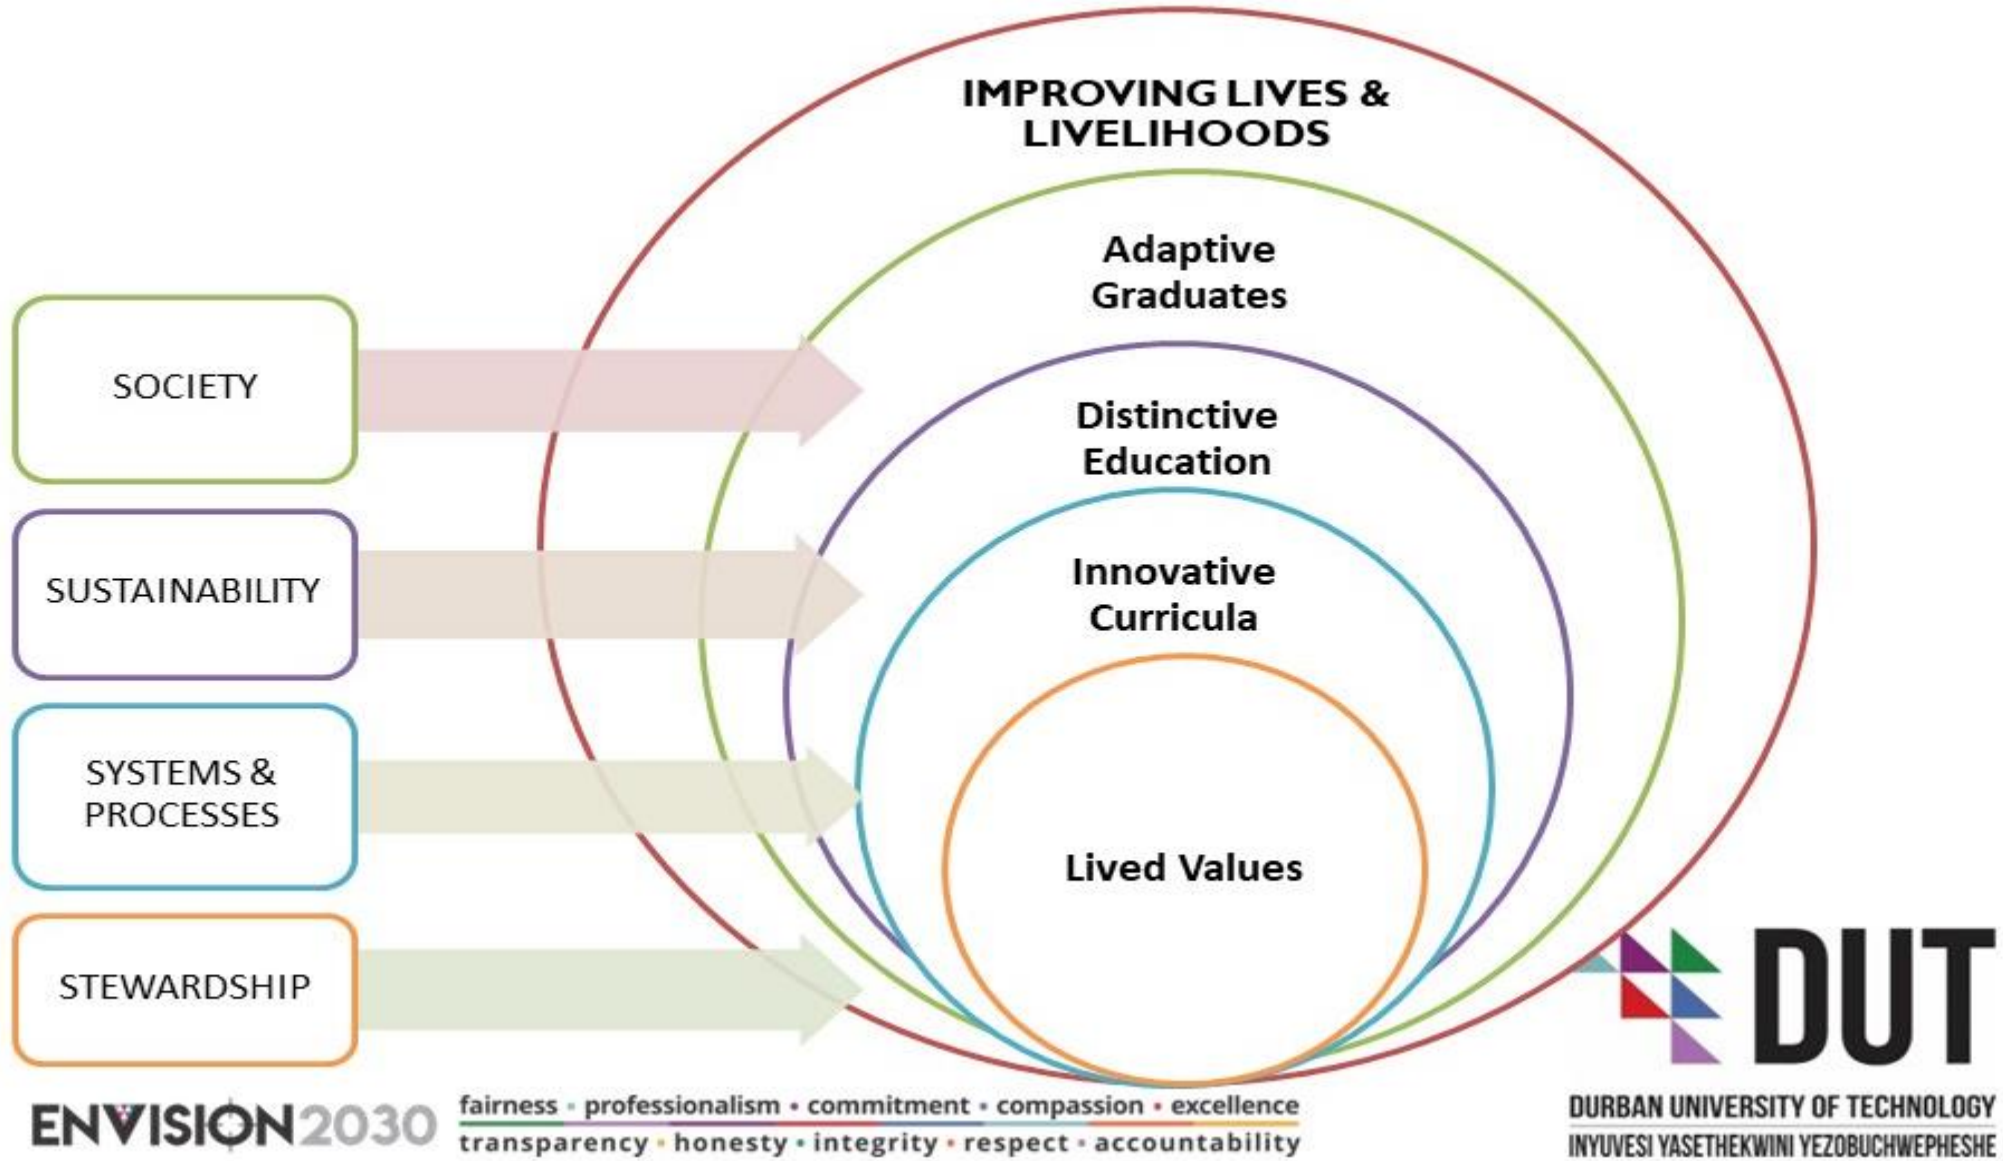 IMPROVING LIVES &
LIVELIHOODS
Adaptive
Graduates
Distinctive
Education
Innovative
Curricula
Lived Values
SOCIETY
SUSTAINABILITY
SYSTEMS &
PROCESSES
STEWARDSHIP
ENVISION2030
fairness • professionalism • commitment • compassion • excellence
transparency • honesty • integrity • respect • accountability
DUT
DURBAN UNIVERSITY OF TECHNOLOGY
INYUVESI YASETHEKWINI YEZOBUCHWEPHESHE